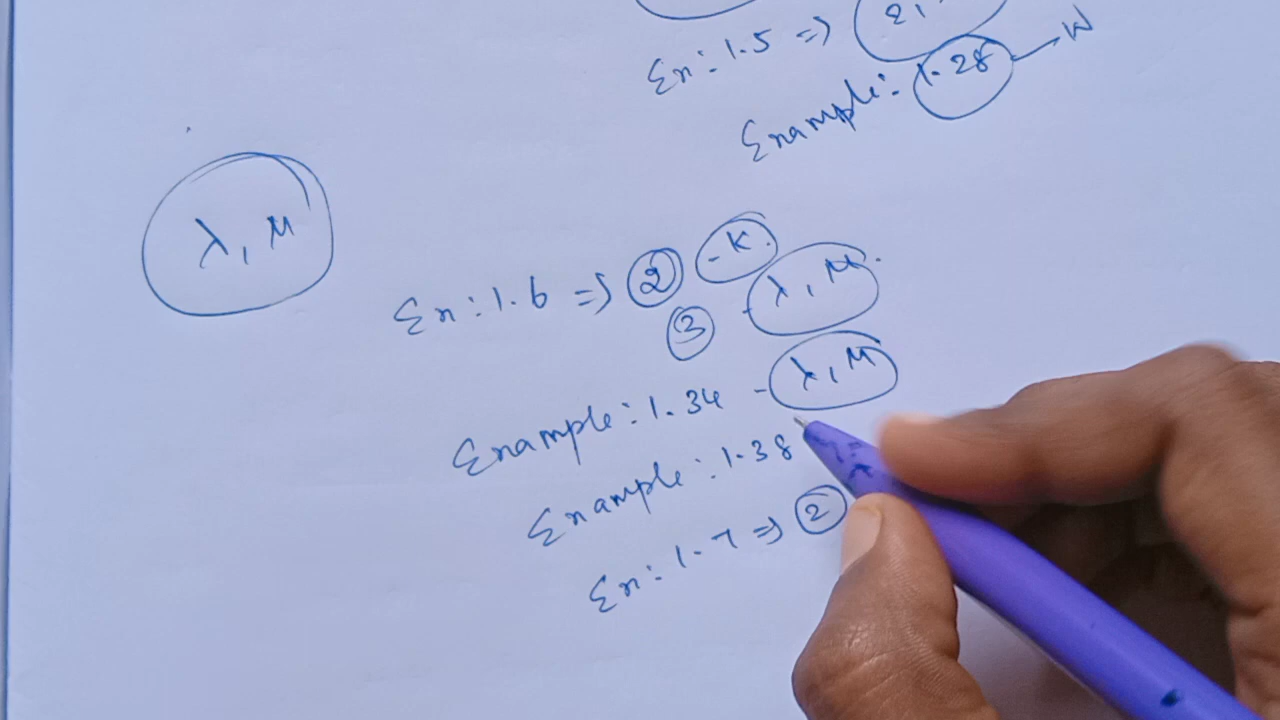 Ex: 1.5 => 2,
Example: 1.28 → W
λ, μ
Ex: 1.6 => 2 - K.
3 - λ, μ.
Example: 1.34 - λ, μ
Example: 1.38
Ex: 1.7 => 2